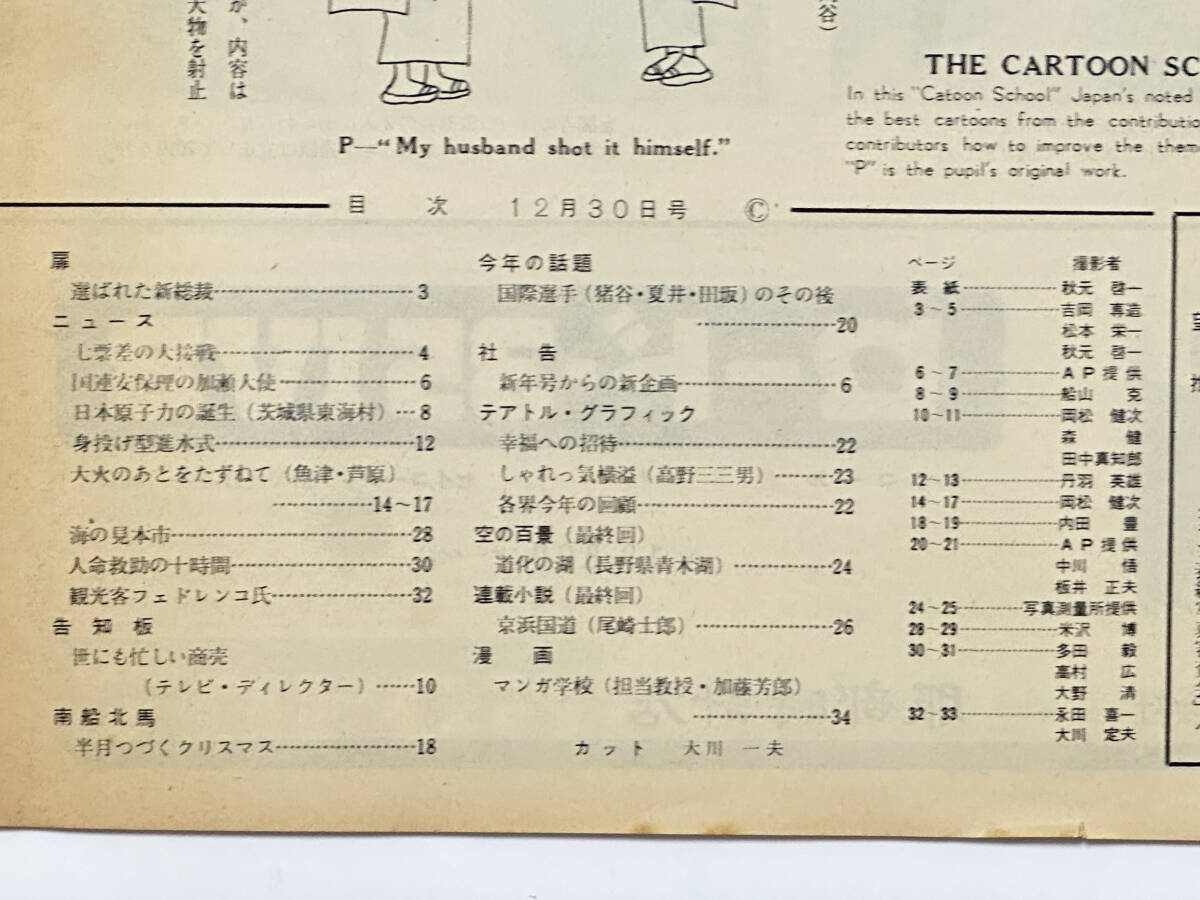 が、内容は
大物を射止
谷）
THE CARTOON SC
In this "Catoon School" Japan's noted
the best cartoons from the contributio
contributors how to improve the them
"P" is the pupil's original work.
P—“My husband shot it himself.”
目　次　12月30日号　©
扉
選ばれた新総裁……………………3
ニュース
七票差の大接戦……………………4
国連安保理の加瀬大使……………6
日本原子力の誕生（茨城県東海村）…8
身投げ型進水式……………………12
大火のあとをたずねて（魚津・芦原）
……………14～17
海の見本市…………………………28
人命救助の十時間…………………30
観光客フェドレンコ氏……………32
告知板
世にも忙しい商売
（テレビ・ディレクター）……10
南船北馬
半月つづくクリスマス……………18
今年の話題
国際選手（猪谷・夏井・田坂）のその後
……………20
社　告
新年号からの新企画………………6
テアトル・グラフィック
幸福への招待………………………22
しゃれっ気横溢（高野三三男）………23
各界今年の回顧……………………22
空の百景（最終回）
道化の湖（長野県青木湖）…………24
連載小説（最終回）
京浜国道（尾崎士郎）……………26
漫　画
マンガ学校（担当教授・加藤芳郎）
……………34
カット　大川　一夫
ページ　撮影者
表　紙…………秋元　啓一
3～5……………吉岡　専造
松本　栄一
秋元　啓一
6～7……………ＡＰ提供
8～9……………船山　克
10～11…………岡松　健次
森　　健
田中真知郎
12～13…………丹羽　英雄
14～17…………岡松　健次
18～19…………内田　豊
20～21…………ＡＰ提供
中川　悟
板井　正夫
24～25…………写真測量所提供
28～29…………米沢　博
30～31…………多田　毅
高村　広
大野　清
32～33…………永田　喜一
大川　定夫